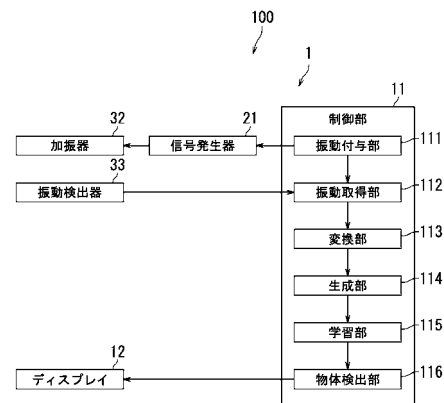 100
1
11
制御部
32
加振器
21
信号発生器
振動付与部
111
33
振動検出器
振動取得部
112
変換部
113
生成部
114
学習部
115
12
ディスプレイ
物体検出部
116